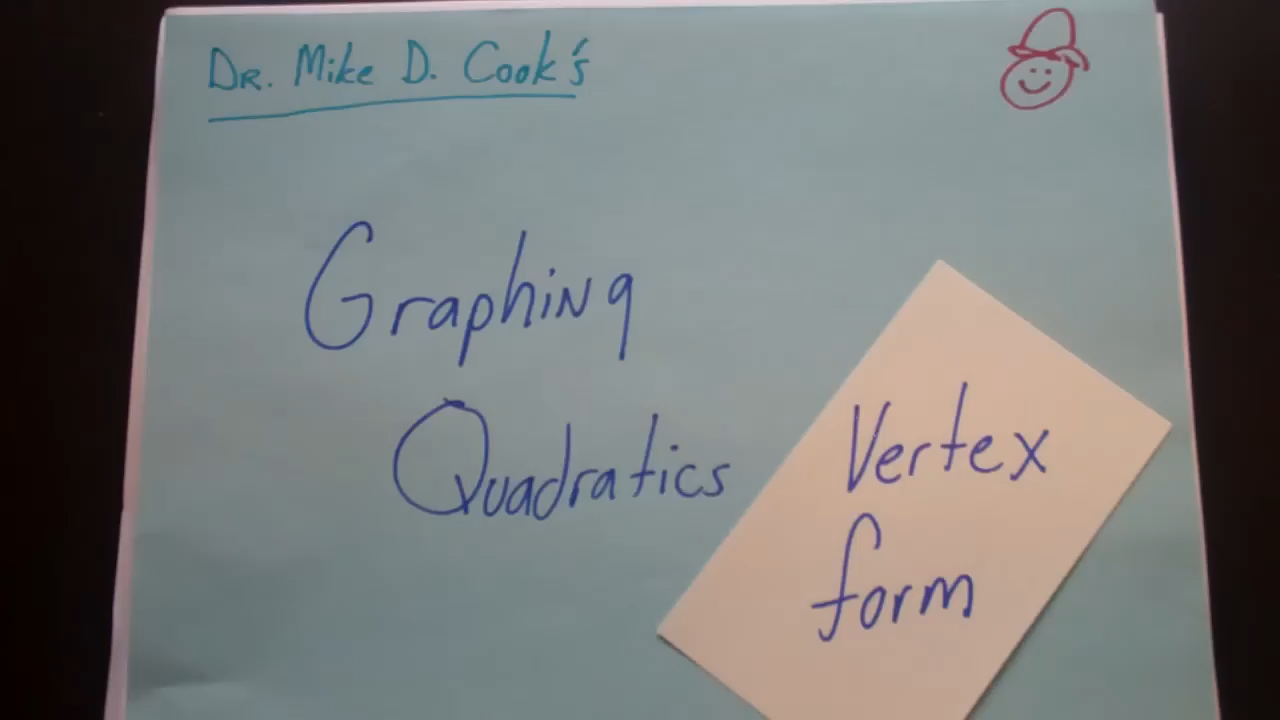 Dr. Mike D. Cook's
Graphing
Quadratics
Vertex
form